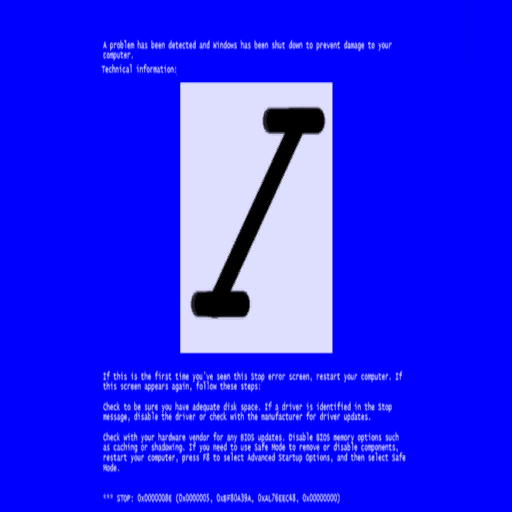 A problem has been detected and Windows has been shut down to prevent damage to your
computer.
Technical information:
I
If this is the first time you've seen this Stop error screen, restart your computer. If
this screen appears again, follow these steps:
Check to be sure you have adequate disk space. If a driver is identified in the Stop
message, disable the driver or check with the manufacturer for driver updates.
Check with your hardware vendor for any BIOS updates. Disable BIOS memory options such
as caching or shadowing. If you need to use Safe Mode to remove or disable components,
restart your computer, press F8 to select Advanced Startup Options, and then select Safe
Mode.
*** STOP: 0x0000008E (0x0000005, 0xBF80A39A, 0xAL76EEC48, 0x00000000)